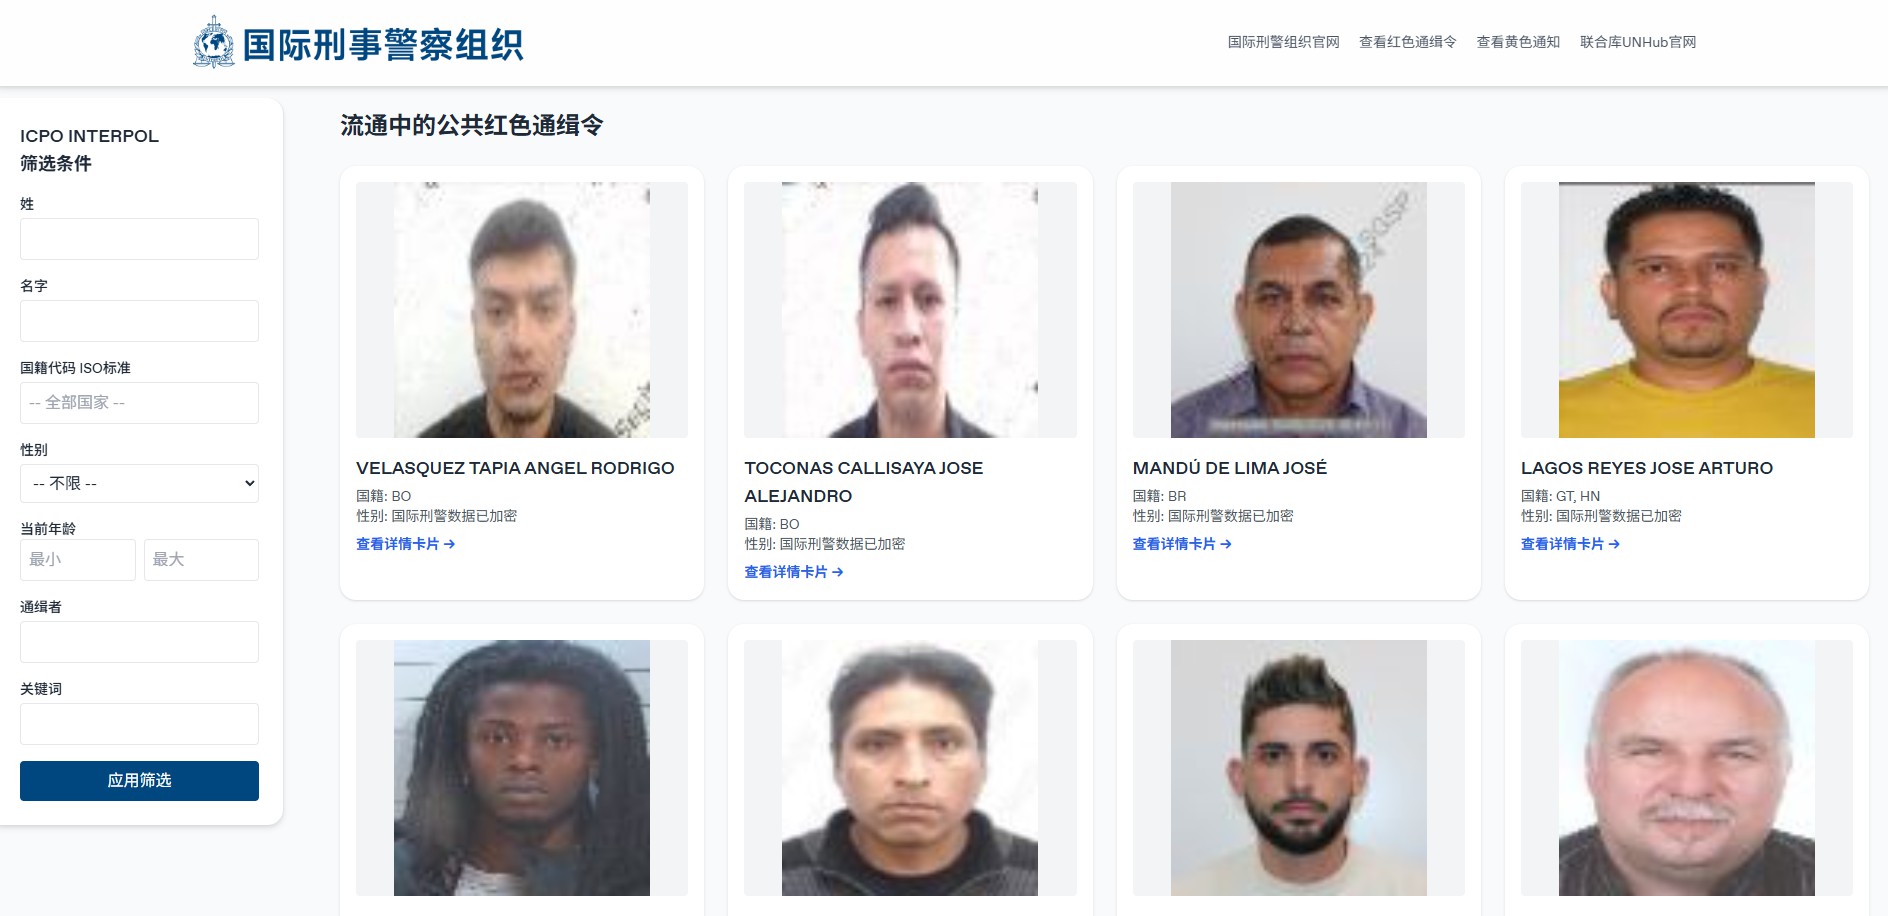 国际刑事警察组织
国际刑警组织官网 查看红色通缉令 查看黄色通知 联合库UNHub官网
ICPO INTERPOL
筛选条件
姓
名字
国籍代码 ISO标准
-- 全部国家 --
性别
-- 不限 --
当前年龄
最小 最大
通缉者
关键词
应用筛选
流通中的公共红色通缉令
VELASQUEZ TAPIA ANGEL RODRIGO
国籍: BO
性别: 国际刑警数据已加密
查看详情卡片 →
TOCONAS CALLISAYA JOSE
ALEJANDRO
国籍: BO
性别: 国际刑警数据已加密
查看详情卡片 →
MANDÚ DE LIMA JOSÉ
国籍: BR
性别: 国际刑警数据已加密
查看详情卡片 →
LAGOS REYES JOSE ARTURO
国籍: GT, HN
性别: 国际刑警数据已加密
查看详情卡片 →